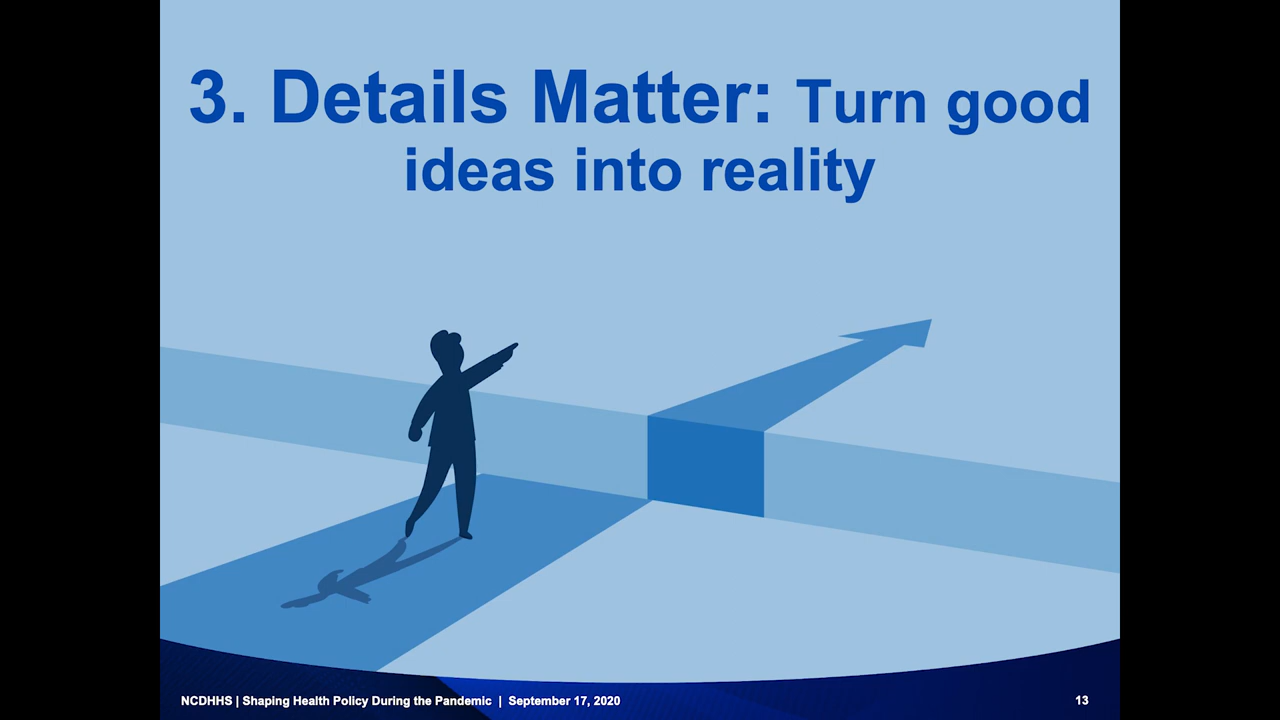 3. Details Matter: Turn good
ideas into reality
NCDHHS | Shaping Health Policy During the Pandemic | September 17, 2020
13